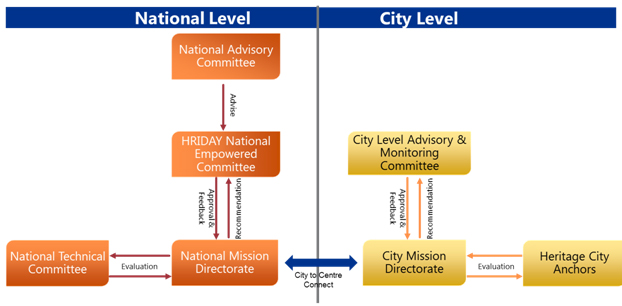 National Level
City Level
National Advisory
Committee
Advise
HRIDAY National
Empowered
Committee
City Level Advisory &
Monitoring
Committee
Approval &
Feedback
Recommendation
Approval &
Feedback
Recommendation
National Technical
Committee
Evaluation
National Mission
Directorate
City to Centre
Connect
City Mission
Directorate
Evaluation
Heritage City
Anchors